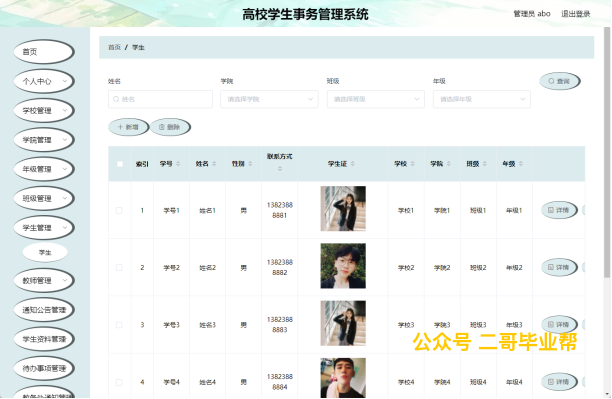 高校学生事务管理系统
管理员 abo 退出登录
首页
个人中心
学校管理
学院管理
年级管理
班级管理
学生管理
学生
教师管理
通知公告管理
学生资料管理
待办事项管理
首页 / 学生
姓名 学院 班级 年级
姓名 请选择学院 请选择班级 请选择年级 查询
新增 删除
索引 学号 姓名 性别 联系方式 学生证 学校 学院 班级 年级
1 学号1 姓名1 男 13823888881 学校1 学院1 班级1 年级1 详情
2 学号2 姓名2 男 13823888882 学校2 学院2 班级2 年级2 详情
3 学号3 姓名3 男 13823888883 学校3 学院3 班级3 年级3 详情
公众号 二哥毕业帮
4 学号4 姓名4 男 13823888884 学校4 学院4 班级4 年级4 详情